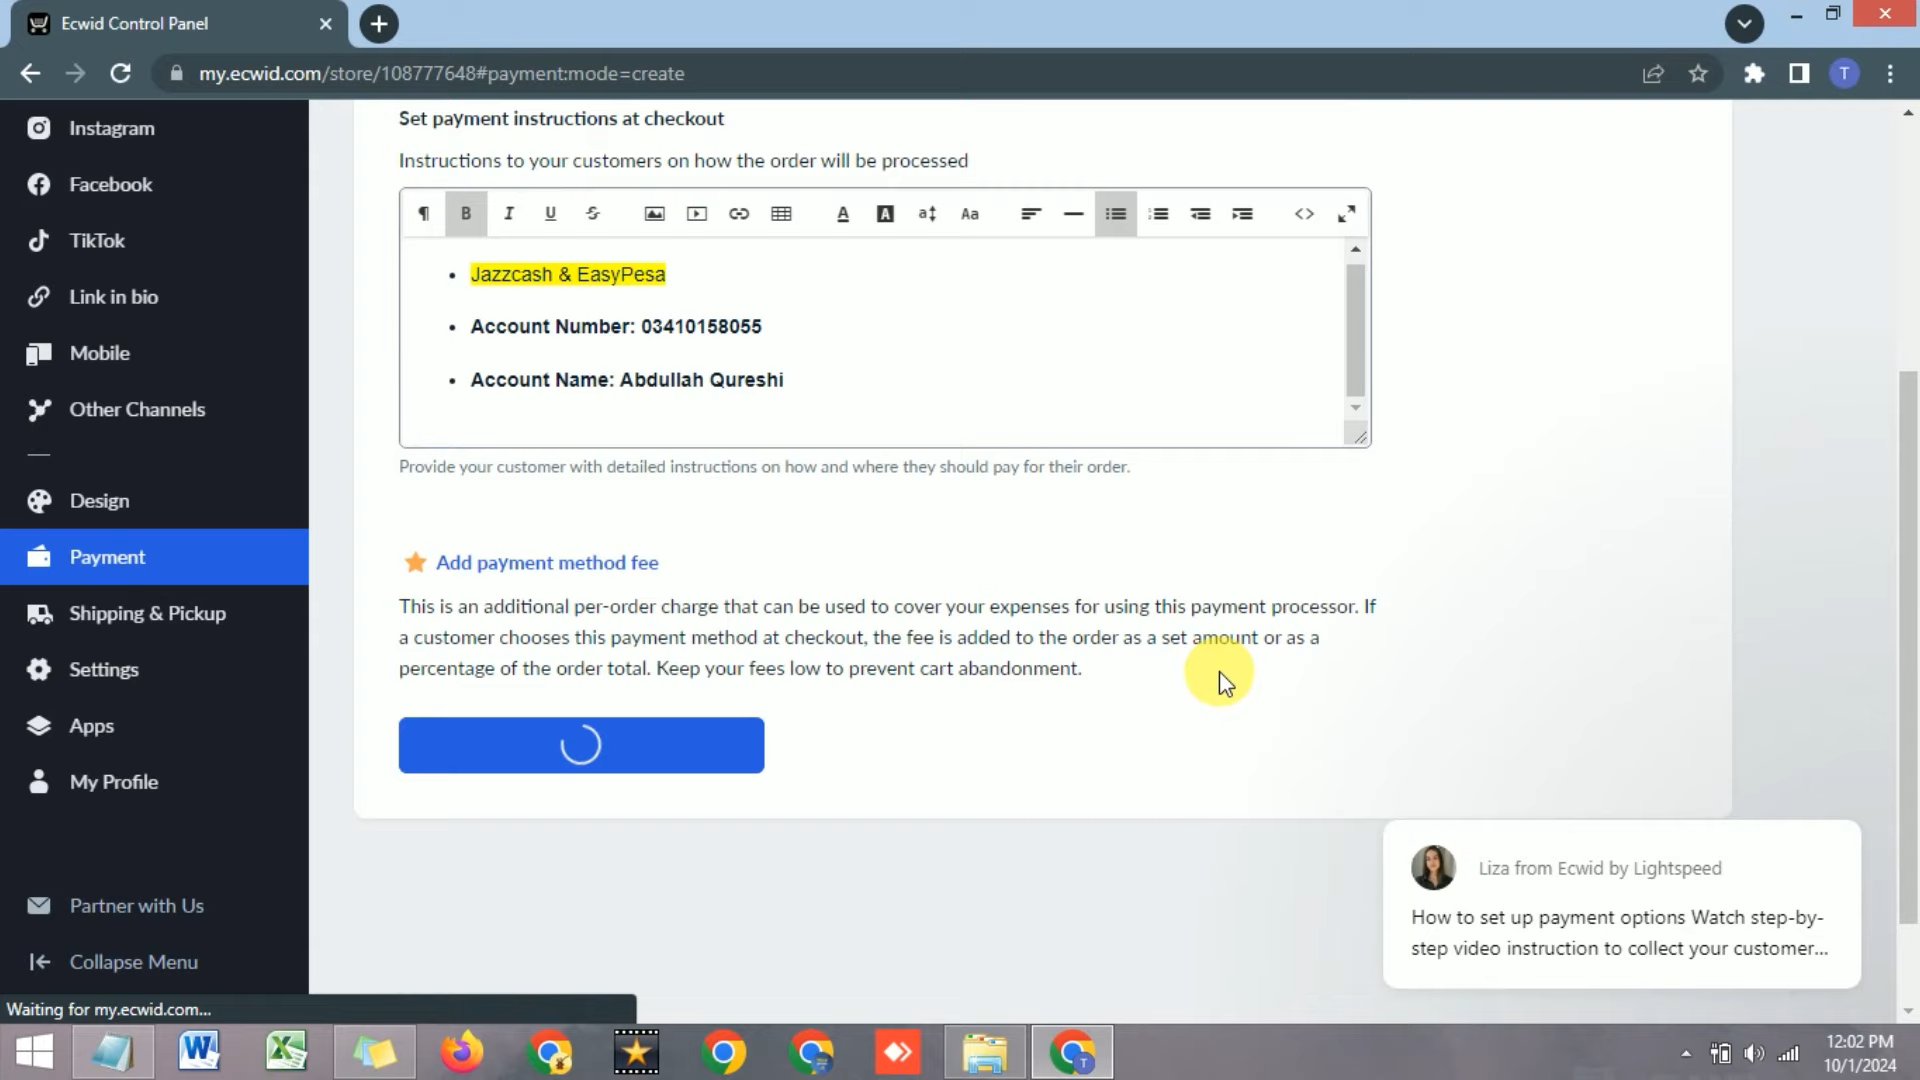 Ecwid Control Panel
my.ecwid.com/store/108777648#payment:mode=create
T
Instagram
Facebook
TikTok
Link in bio
Mobile
Other Channels
Design
Payment
Shipping & Pickup
Settings
Apps
My Profile
Partner with Us
Collapse Menu
Set payment instructions at checkout
Instructions to your customers on how the order will be processed
¶ B I U S A A a Aa <>
• Jazzcash & EasyPesa
• Account Number: 03410158055
• Account Name: Abdullah Qureshi
Provide your customer with detailed instructions on how and where they should pay for their order.
Add payment method fee
This is an additional per-order charge that can be used to cover your expenses for using this payment processor. If
a customer chooses this payment method at checkout, the fee is added to the order as a set amount or as a
percentage of the order total. Keep your fees low to prevent cart abandonment.
Liza from Ecwid by Lightspeed
How to set up payment options Watch step-by-
step video instruction to collect your customer...
Waiting for my.ecwid.com...
12:02 PM
10/1/2024